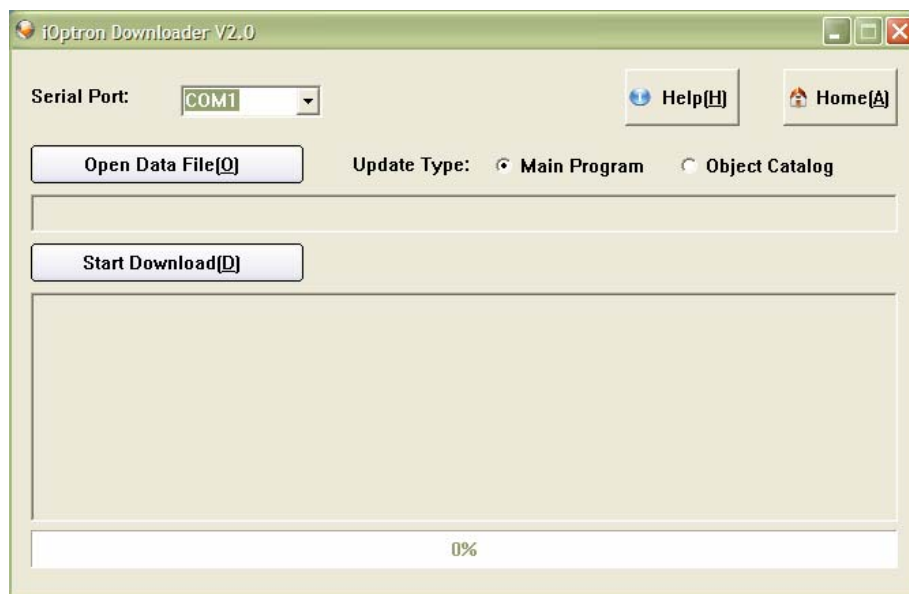 iOptron Downloader V2.0
Serial Port: COM1 Help(H) Home(A)
Open Data File(O) Update Type: Main Program Object Catalog
Start Download(D)
0%